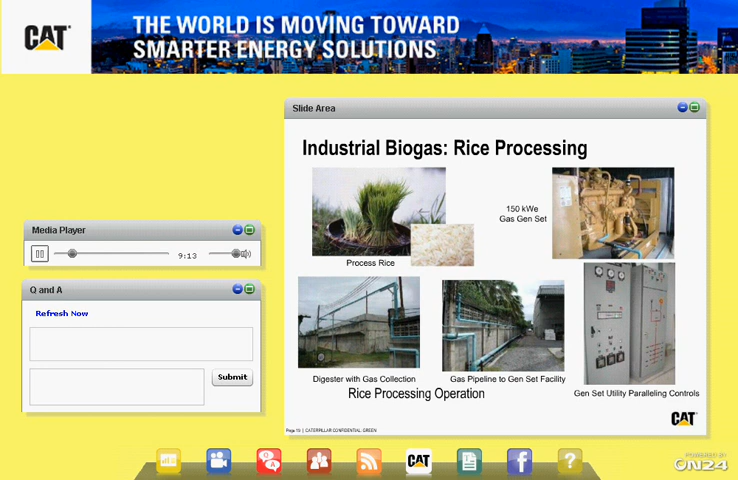 CAT
THE WORLD IS MOVING TOWARD
SMARTER ENERGY SOLUTIONS
Media Player
9:13
Q and A
Refresh Now
Submit
Slide Area
Industrial Biogas: Rice Processing
150 kWe
Gas Gen Set
Process Rice
Digester with Gas Collection
Gas Pipeline to Gen Set Facility
Gen Set Utility Paralleling Controls
Rice Processing Operation
CATERPILLAR CONFIDENTIAL: GREEN
CAT
Q
A
CAT
f
?
POWERED BY
ON24